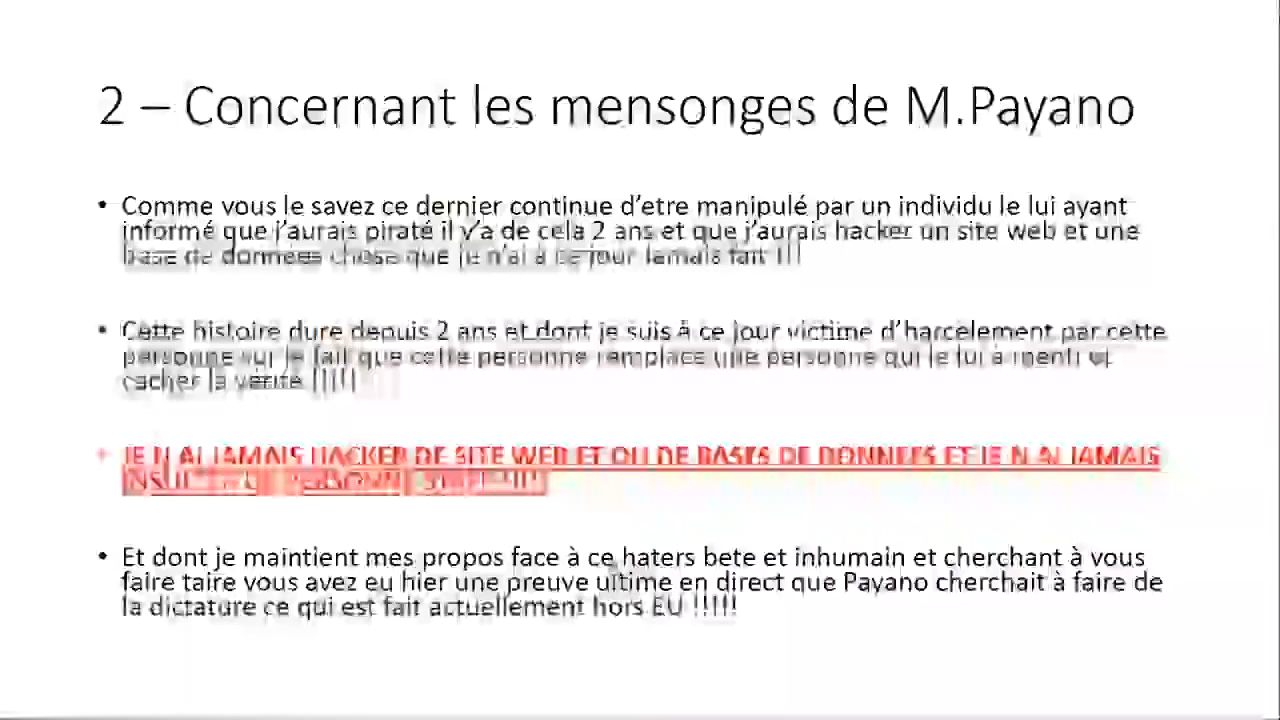 2 – Concernant les mensonges de M.Payano
• Comme vous le savez ce dernier continue d'etre manipulé par un individu le lui ayant
informé que j'aurais piraté il y'a de cela 2 ans et que j'aurais hacker un site web et une
base de donnees chose que je n'ai a ce jour jamais fait !!!
• Cette histoire dure depuis 2 ans et dont je suis à ce jour victime d'harcelement par cette
personne sur le fait que cette personne remplace une personne qui le lui a menti et
cacher la verite !!!!!
• JE N AI JAMAIS HACKER DE SITE WEB ET OU DE BASES DE DONNEES ET JE N AI JAMAIS
• Et dont je maintient mes propos face à ce haters bete et inhumain et cherchant à vous
faire taire vous avez eu hier une preuve ultime en direct que Payano cherchait à faire de
la dictature ce qui est fait actuellement hors EU !!!!!